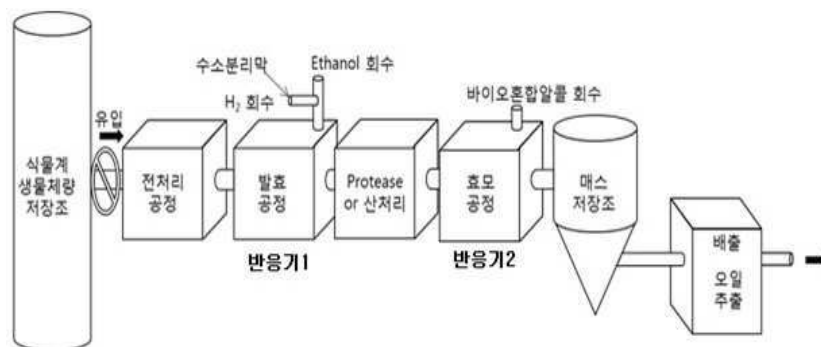 수소분리막
Ethanol 회수
H₂ 회수
바이오혼합알콜 회수
유입
식물계
생물체량
저장조
전처리
공정
발효
공정
Protease
or 산처리
효모
공정
매스
저장조
반응기1
반응기2
배출
오일
추출